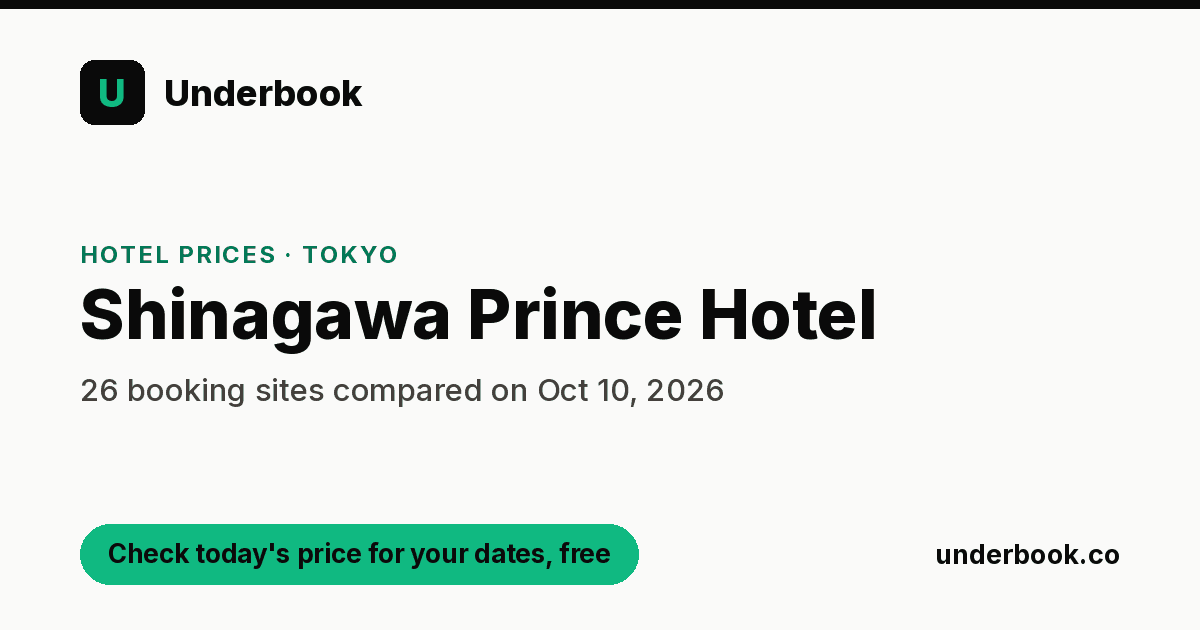 U Underbook
HOTEL PRICES · TOKYO
Shinagawa Prince Hotel
26 booking sites compared on Oct 10, 2026
Check today's price for your dates, free
underbook.co